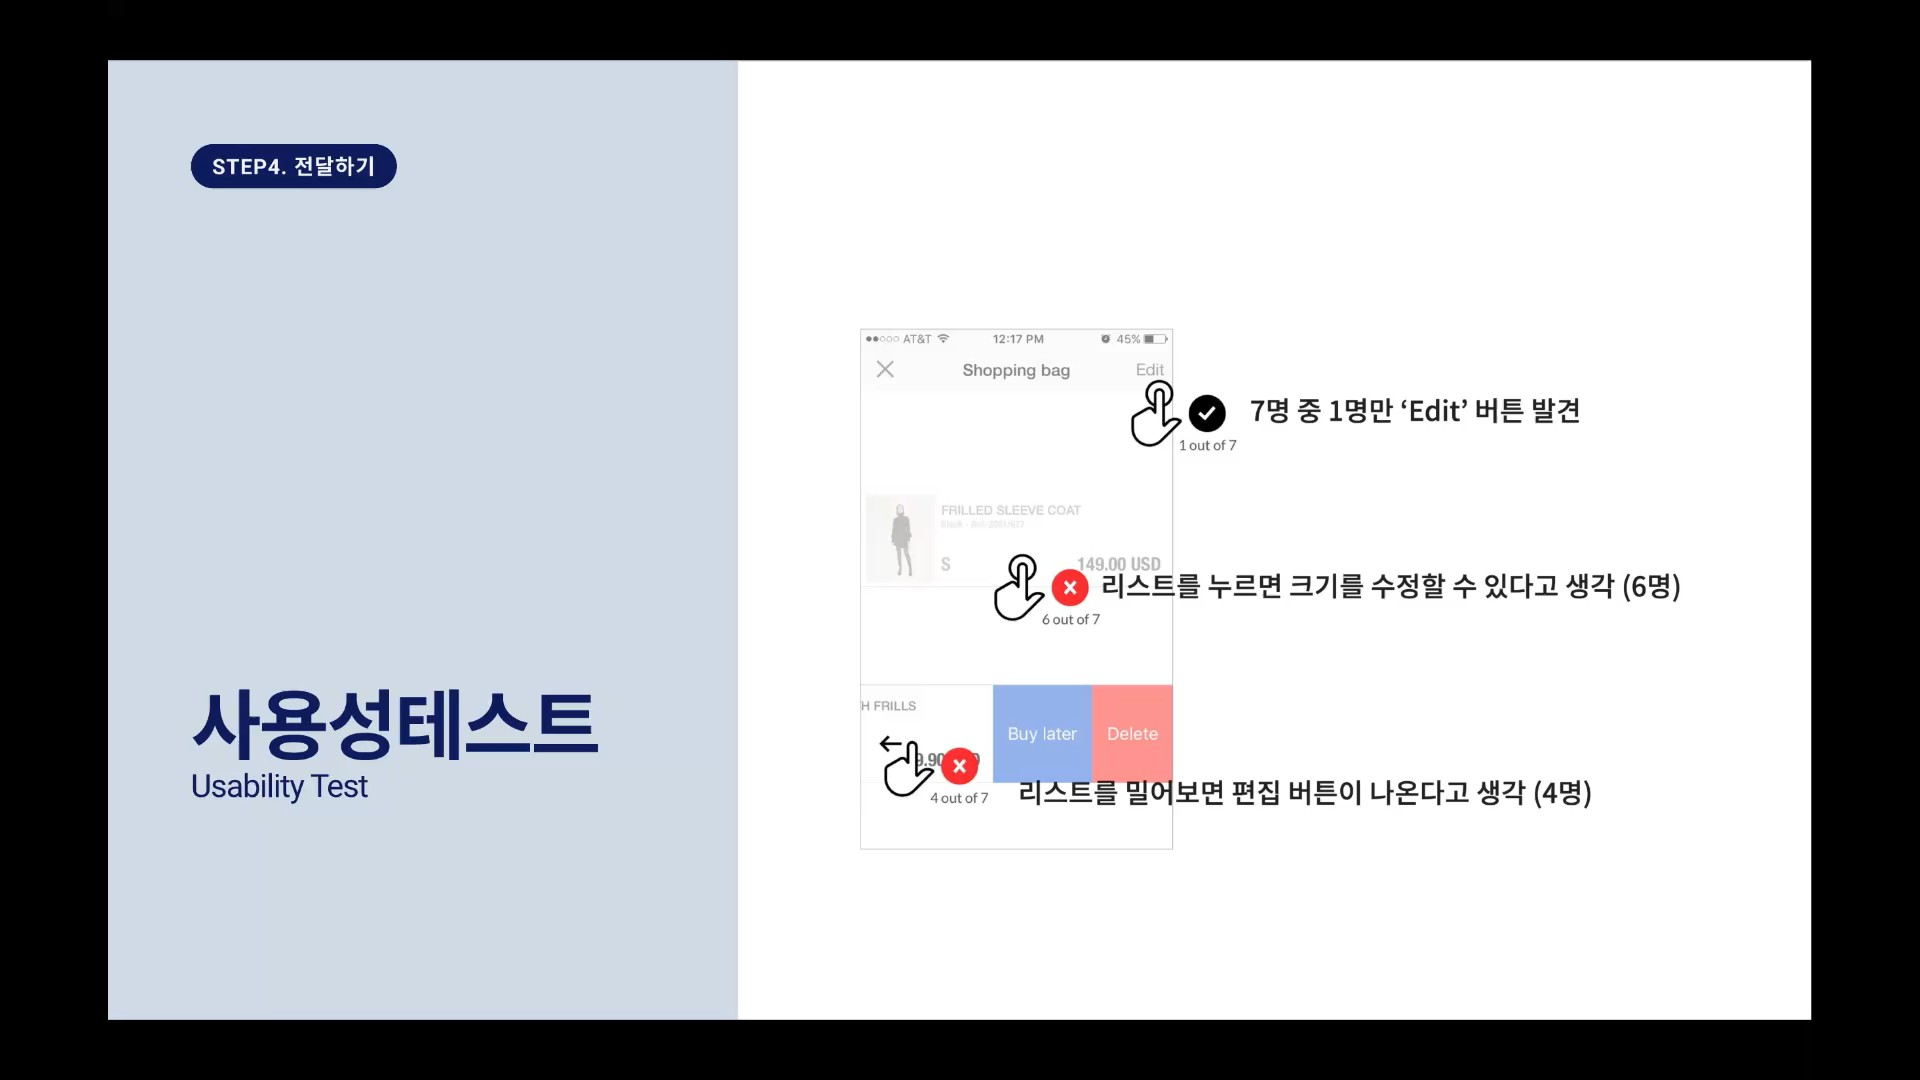 STEP4. 전달하기
사용성테스트
Usability Test
AT&T 12:17 PM 45%
Shopping bag Edit
7명 중 1명만 ‘Edit’ 버튼 발견
1 out of 7
FRILLED SLEEVE COAT
S 149.00 USD
리스트를 누르면 크기를 수정할 수 있다고 생각 (6명)
6 out of 7
H FRILLS
Buy later Delete
4 out of 7
리스트를 밀어보면 편집 버튼이 나온다고 생각 (4명)